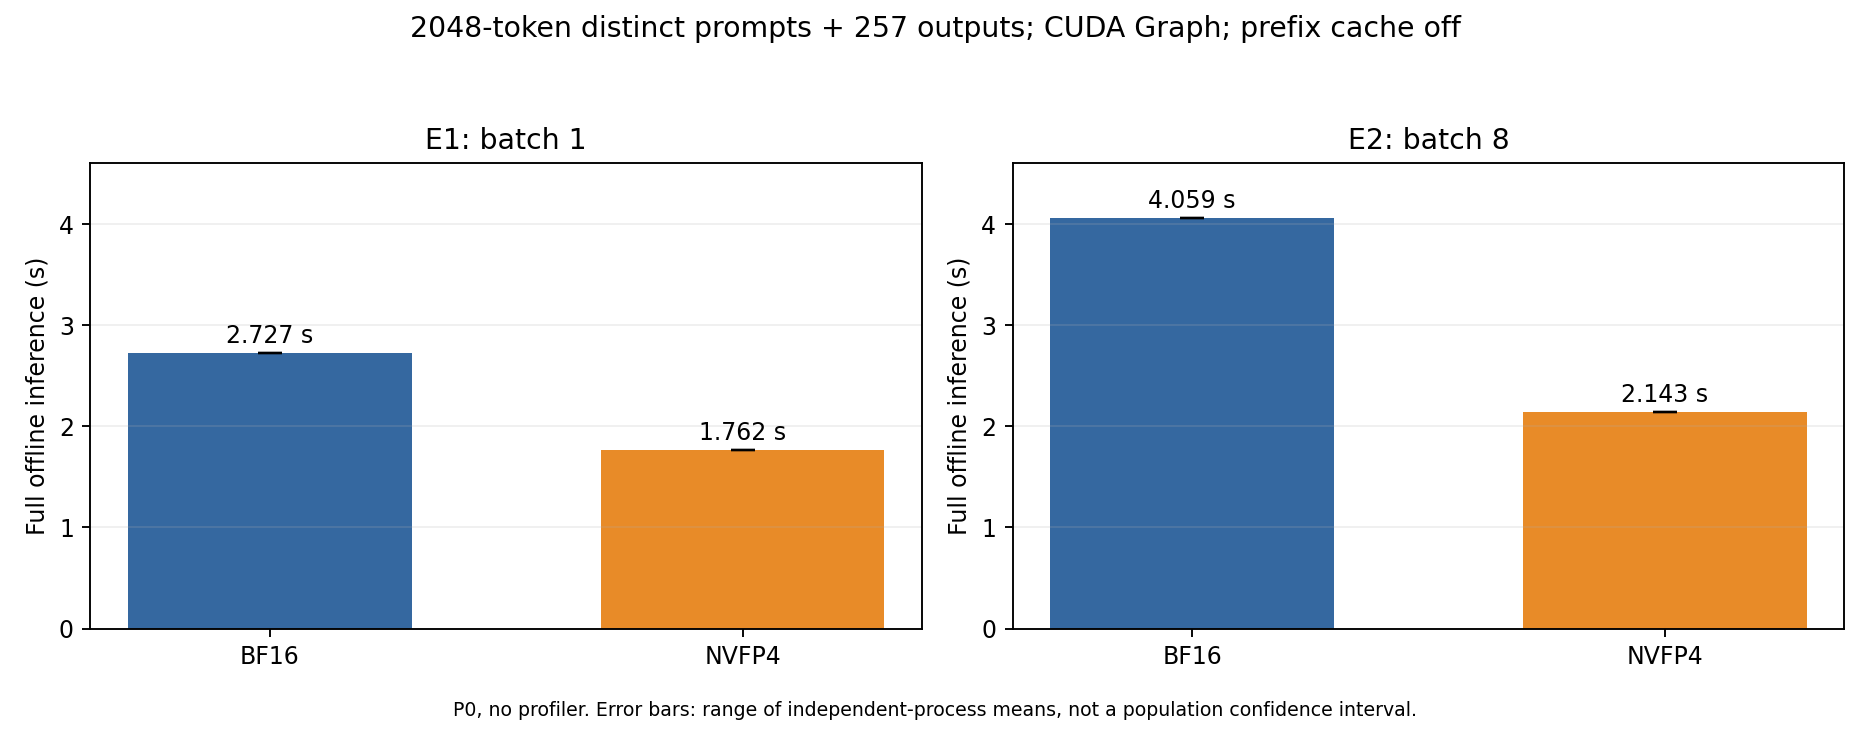 2048-token distinct prompts + 257 outputs; CUDA Graph; prefix cache off
E1: batch 1
Full offline inference (s)
4
3
2
1
0
2.727 s
1.762 s
BF16
NVFP4
E2: batch 8
Full offline inference (s)
4
3
2
1
0
4.059 s
2.143 s
BF16
NVFP4
P0, no profiler. Error bars: range of independent-process means, not a population confidence interval.